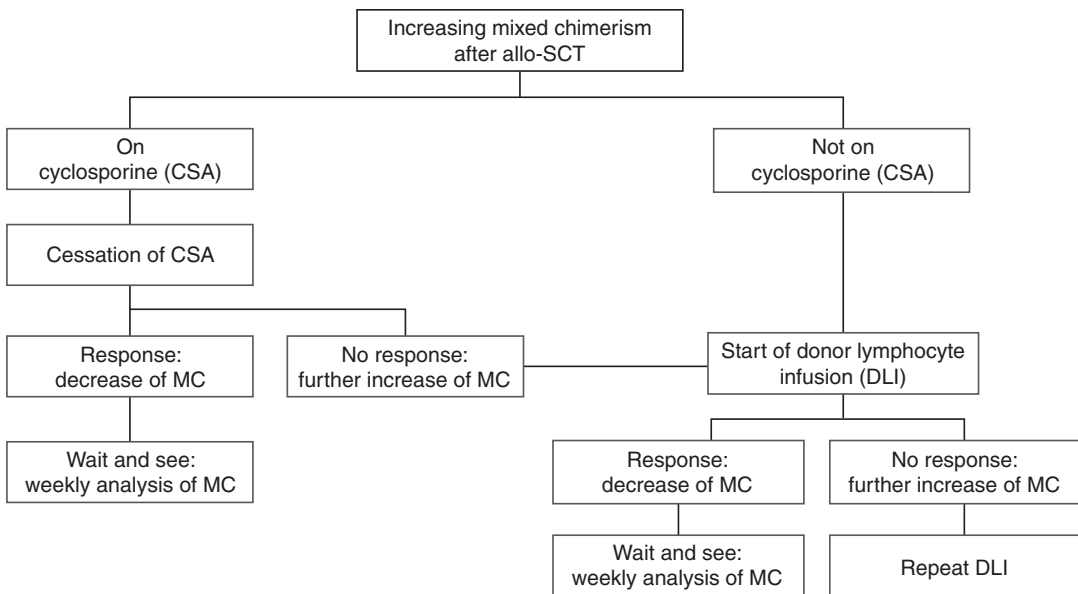 Increasing mixed chimerism
after allo-SCT
On
cyclosporine (CSA)
Not on
cyclosporine (CSA)
Cessation of CSA
Response:
decrease of MC
No response:
further increase of MC
Start of donor lymphocyte
infusion (DLI)
Wait and see:
weekly analysis of MC
Response:
decrease of MC
No response:
further increase of MC
Wait and see:
weekly analysis of MC
Repeat DLI